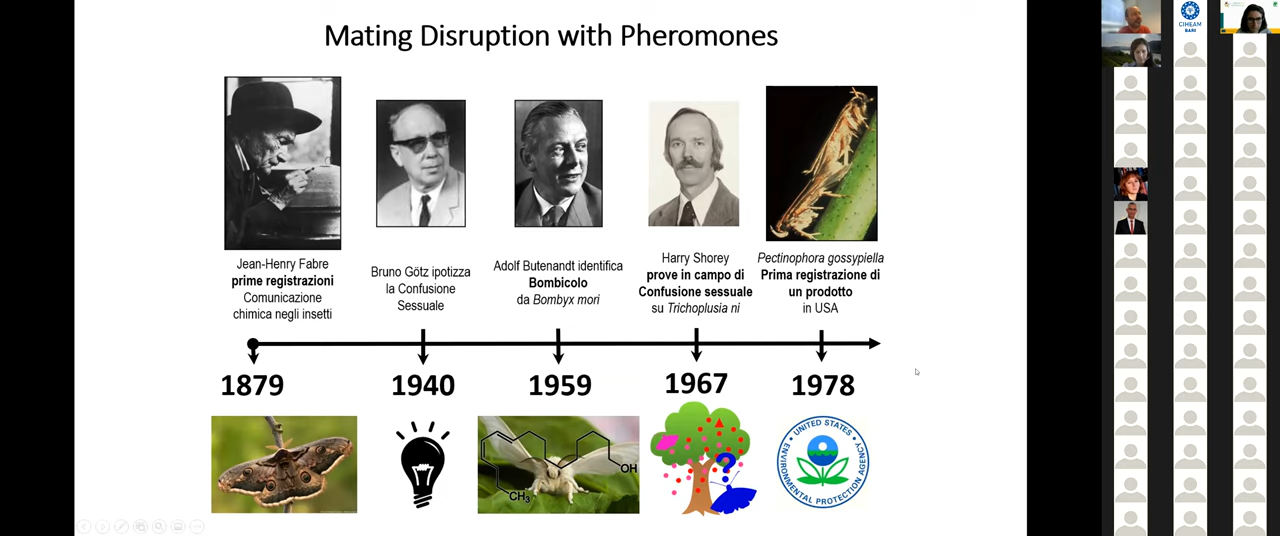 Mating Disruption with Pheromones
Jean-Henry Fabre
prime registrazioni
Comunicazione
chimica negli insetti
Bruno Götz ipotizza
la Confusione
Sessuale
Adolf Butenandt identifica
Bombicolo
da Bombyx mori
Harry Shorey
prove in campo di
Confusione sessuale
su Trichoplusia ni
Pectinophora gossypiella
Prima registrazione di
un prodotto
in USA
1879
1940
1959
1967
1978
OH
CH3
?
UNITED STATES
ENVIRONMENTAL PROTECTION AGENCY
CIHEAM
BARI